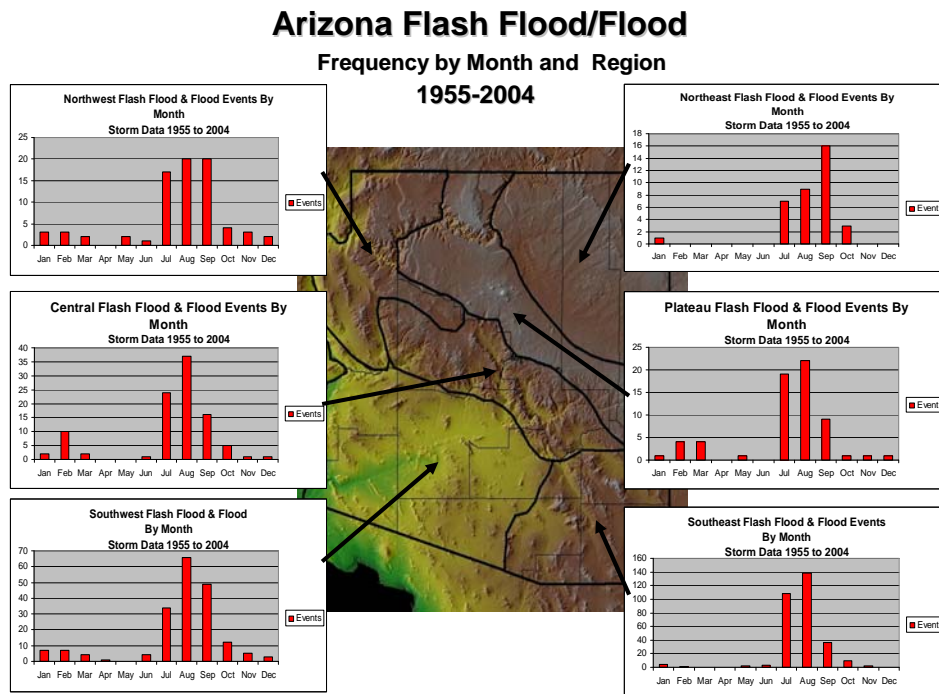 Arizona Flash Flood/Flood
Frequency by Month and  Region
1955-2004
Northwest Flash Flood & Flood Events By
Month
Storm Data 1955 to 2004
25
20
15
10
5
0
Jan Feb Mar Apr May Jun Jul Aug Sep Oct Nov Dec
Events
Northeast Flash Flood & Flood Events By
Month
Storm Data 1955 to 2004
18
16
14
12
10
8
6
4
2
0
Jan Feb Mar Apr May Jun Jul Aug Sep Oct Nov Dec
Event
Central Flash Flood & Flood Events By
Month
Storm Data 1955 to 2004
40
35
30
25
20
15
10
5
0
Jan Feb Mar Apr May Jun Jul Aug Sep Oct Nov Dec
Events
Plateau Flash Flood & Flood Events By
Month
Storm Data 1955 to 2004
25
20
15
10
5
0
Jan Feb Mar Apr May Jun Jul Aug Sep Oct Nov Dec
Event
Southwest Flash Flood & Flood
By Month
Storm Data 1955 to 2004
70
60
50
40
30
20
10
0
Jan Feb Mar Apr May Jun Jul Aug Sep Oct Nov Dec
Events
Southeast Flash Flood & Flood Events
By Month
Storm Data 1955 to 2004
160
140
120
100
80
60
40
20
0
Jan Feb Mar Apr May Jun Jul Aug Sep Oct Nov Dec
Event